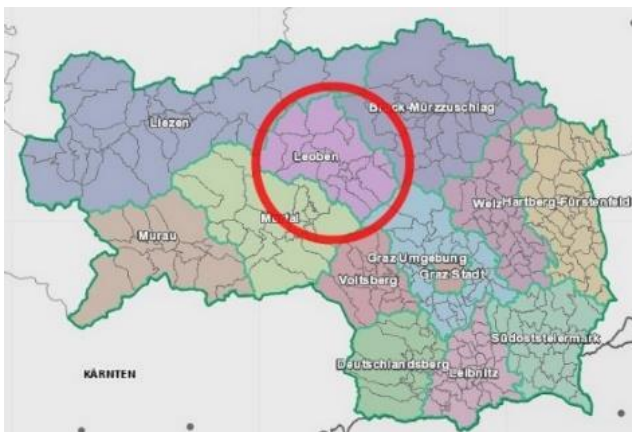 Bruck-Mürzzuschlag
Liezen
Leoben
Weiz
Hartberg-Fürstenfeld
Murtal
Murau
Graz Umgebung
Graz Stadt
Voitsberg
Südoststeiermark
Deutschlandsberg
Leibnitz
KÄRNTEN